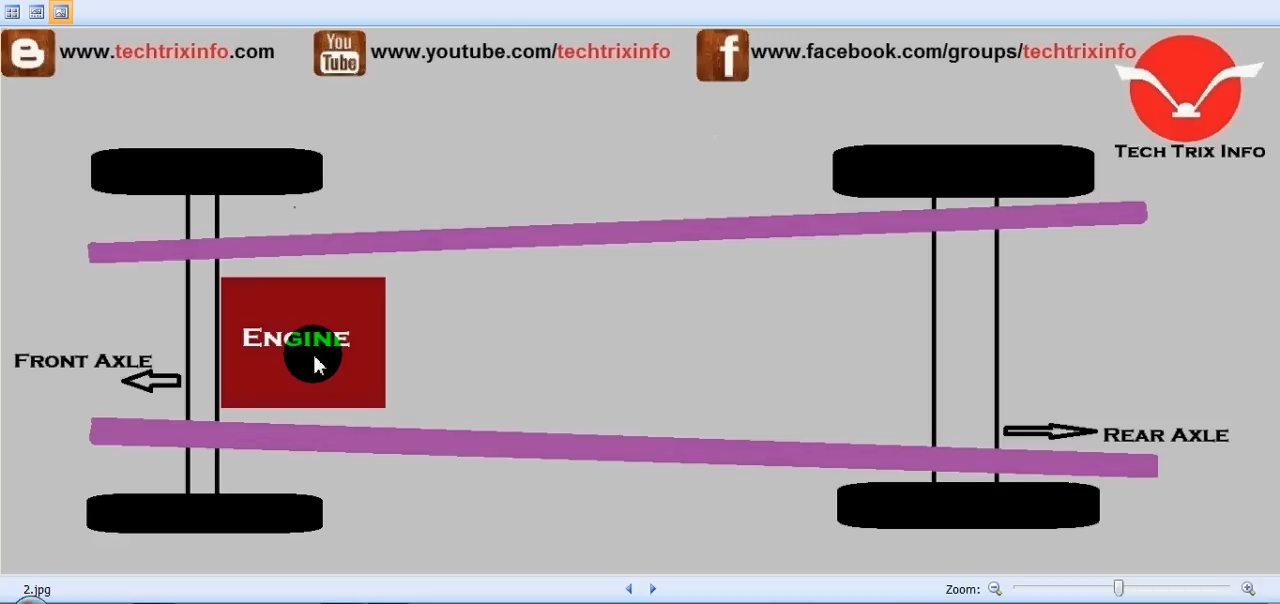 www.techtrixinfo.com
You
Tube
www.youtube.com/techtrixinfo
f
www.facebook.com/groups/techtrixinfo
Tech Trix Info
Engine
Front Axle
Rear Axle
2.jpg
Zoom: